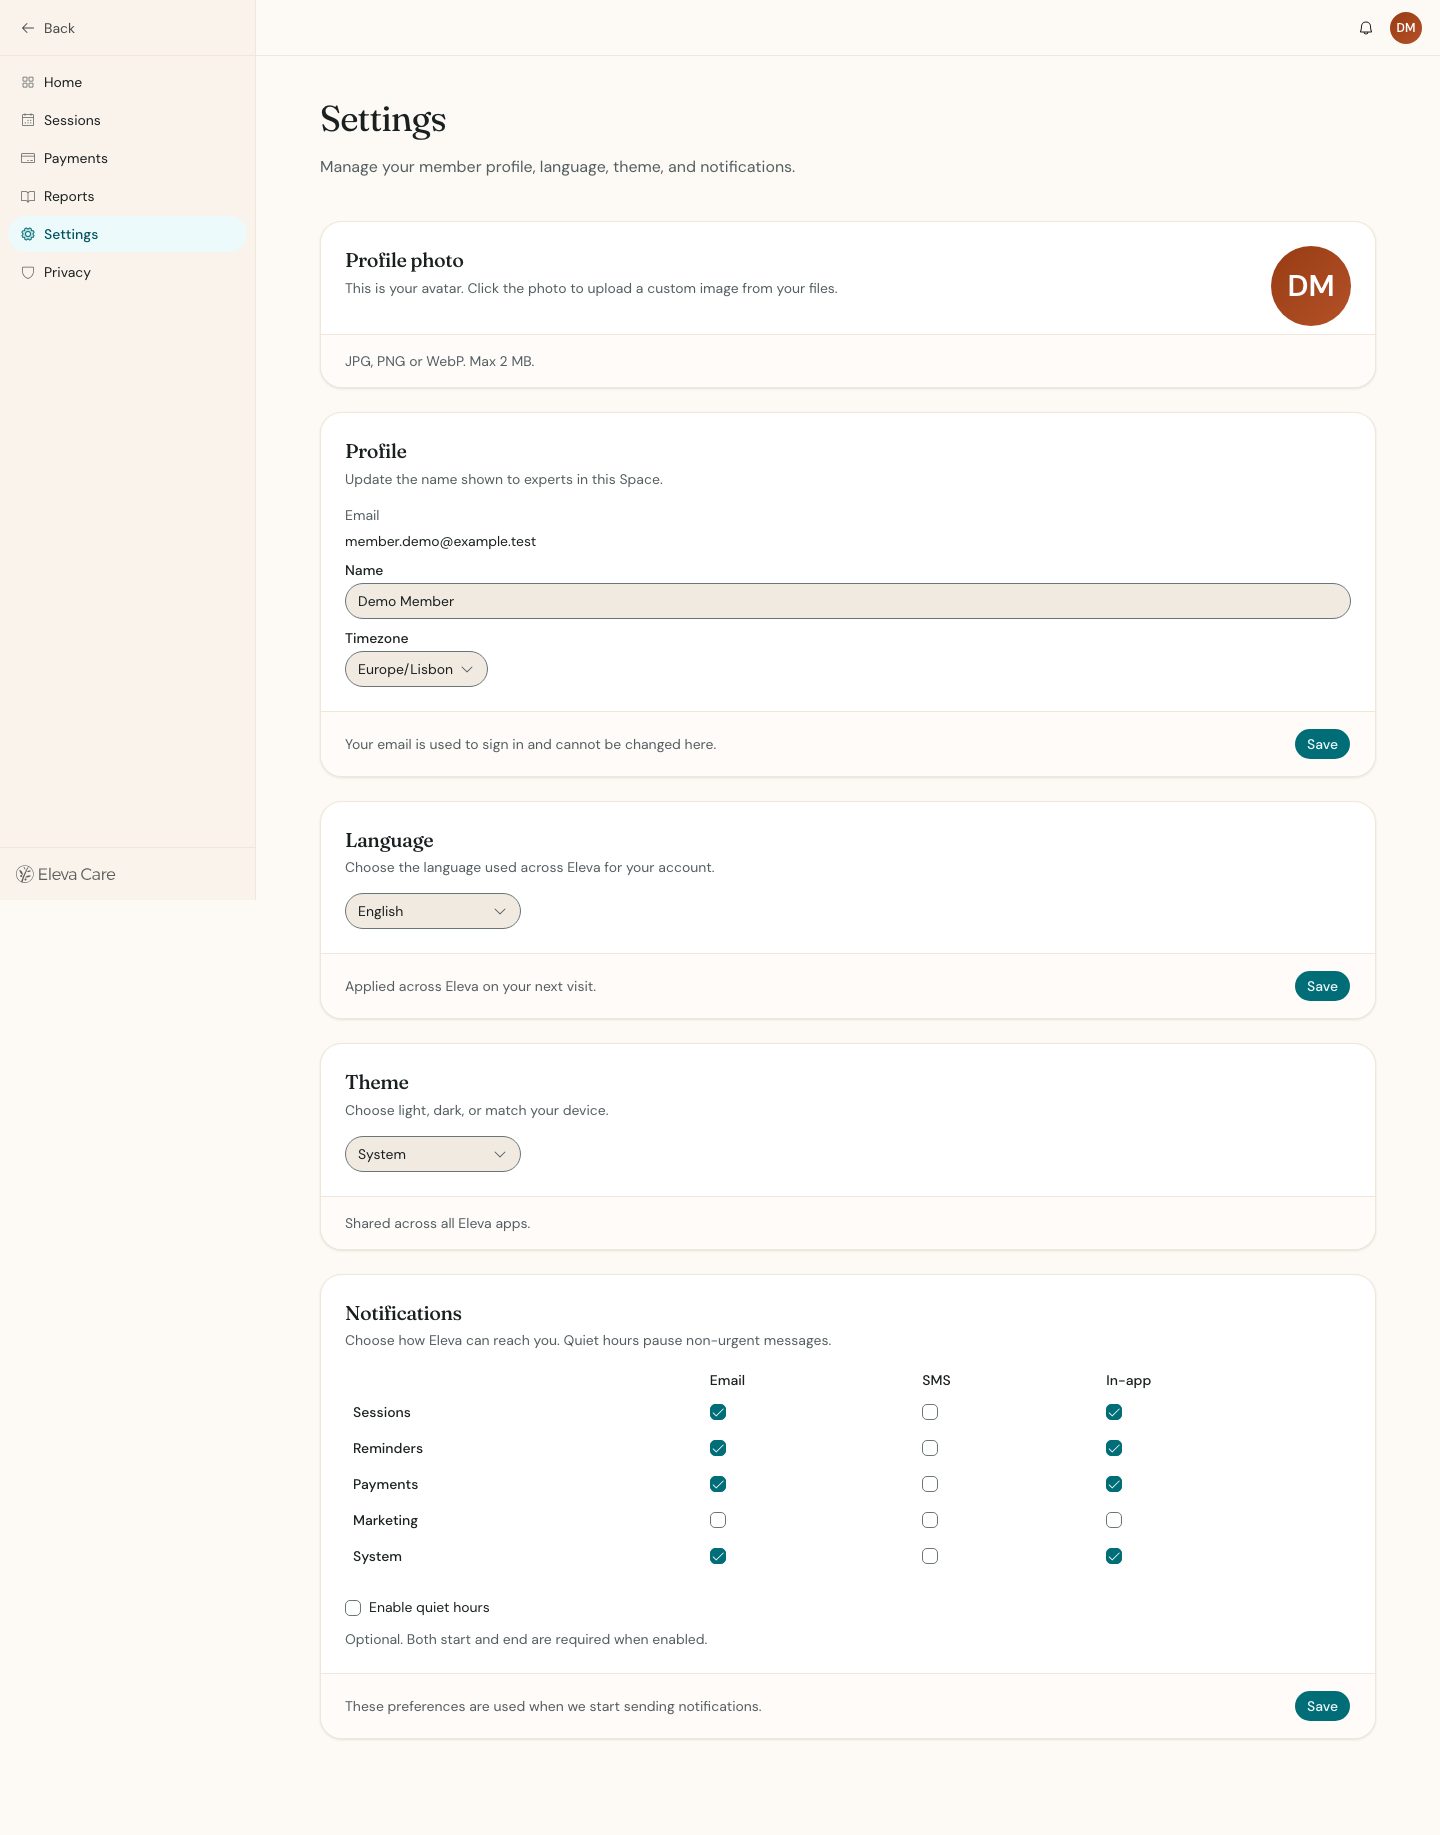 Back
DM
Home
Sessions
Payments
Reports
Settings
Privacy
Eleva Care
Settings
Manage your member profile, language, theme, and notifications.
Profile photo
This is your avatar. Click the photo to upload a custom image from your files.
DM
JPG, PNG or WebP. Max 2 MB.
Profile
Update the name shown to experts in this Space.
Email
member.demo@example.test
Name
Demo Member
Timezone
Europe/Lisbon
Your email is used to sign in and cannot be changed here.
Save
Language
Choose the language used across Eleva for your account.
English
Applied across Eleva on your next visit.
Save
Theme
Choose light, dark, or match your device.
System
Shared across all Eleva apps.
Notifications
Choose how Eleva can reach you. Quiet hours pause non-urgent messages.
Email SMS In-app
Sessions
Reminders
Payments
Marketing
System
Enable quiet hours
Optional. Both start and end are required when enabled.
These preferences are used when we start sending notifications.
Save